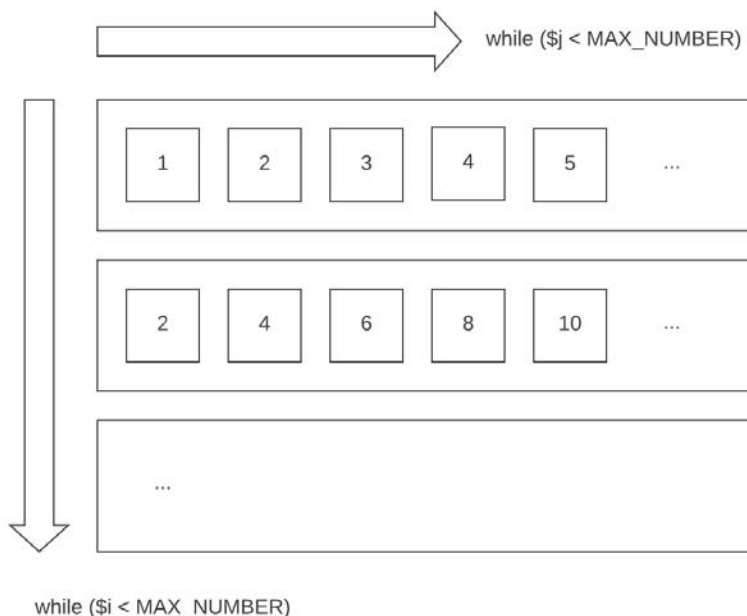 while ($j < MAX_NUMBER)
1 2 3 4 5 ...
2 4 6 8 10 ...
...
while ($i < MAX_NUMBER)